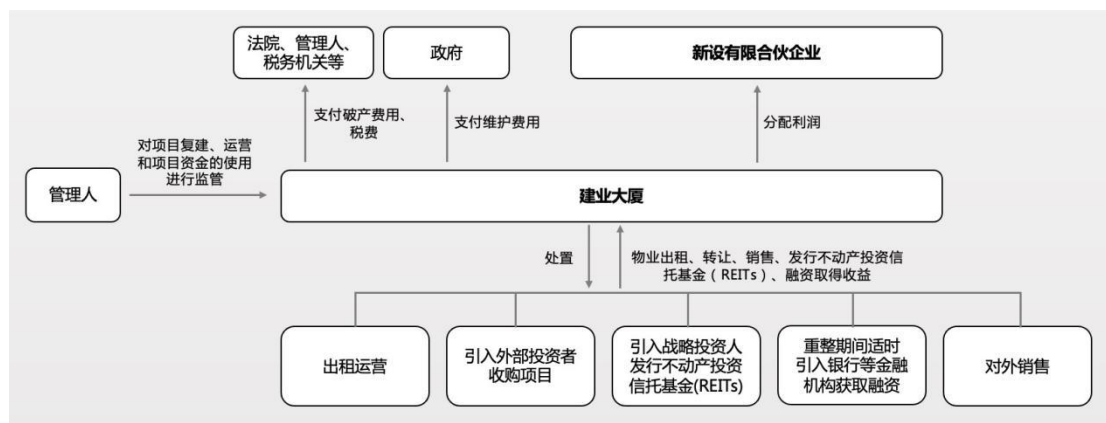 法院、管理人、
税务机关等
政府
新设有限合伙企业
支付破产费用、
税费
支付维护费用
分配利润
对项目复建、运营
和项目资金的使用
进行监管
管理人
建业大厦
处置
物业出租、转让、销售、发行不动产投资信
托基金（REITs）、融资取得收益
出租运营
引入外部投资者
收购项目
引入战略投资人
发行不动产投资
信托基金(REITs)
重整期间适时
引入银行等金融
机构获取融资
对外销售